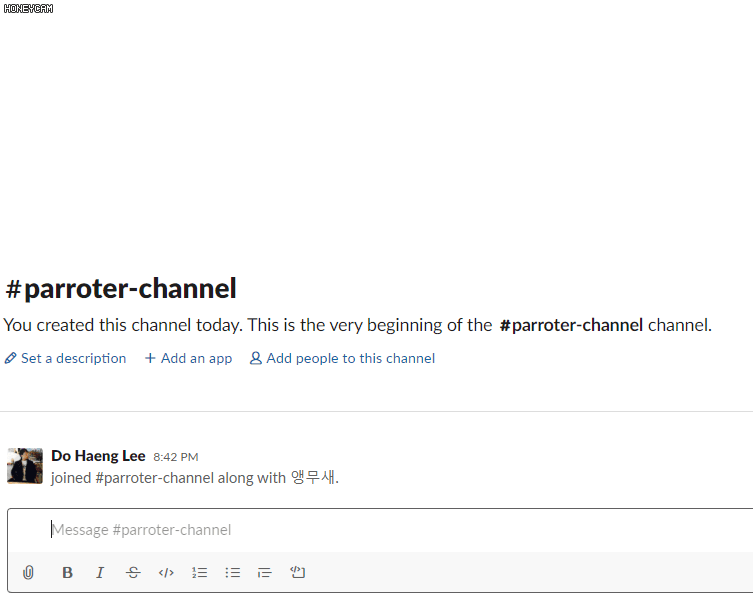 HONEYCAM
#parroter-channel
You created this channel today. This is the very beginning of the #parroter-channel channel.
Set a description + Add an app Add people to this channel
Do Haeng Lee 8:42 PM
joined #parroter-channel along with 앵무새.
Message #parroter-channel
B I S </>